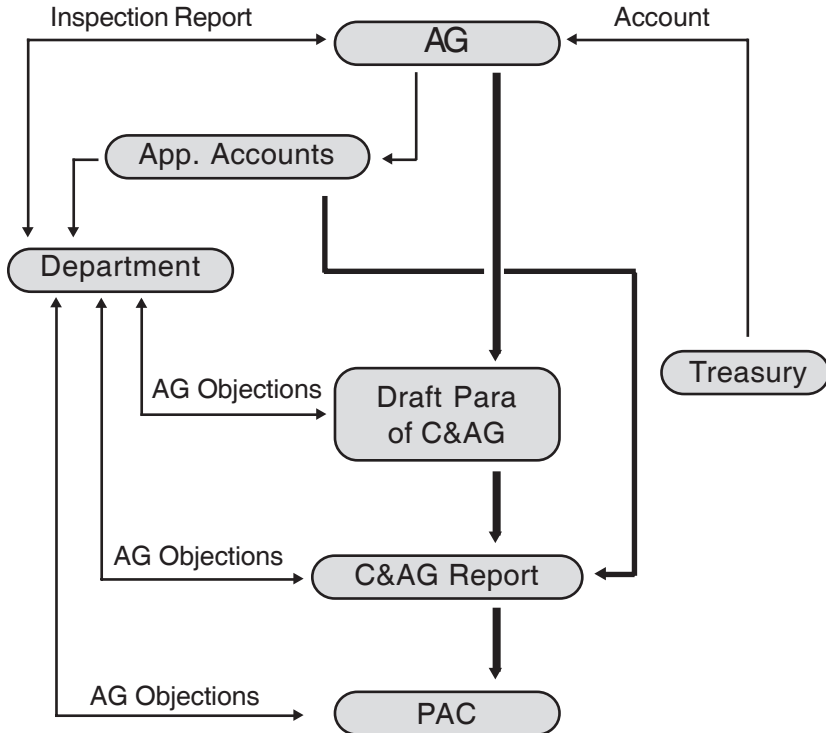 Inspection Report
Account
AG
App. Accounts
Department
Treasury
AG Objections
Draft Para
of C&AG
AG Objections
C&AG Report
AG Objections
PAC